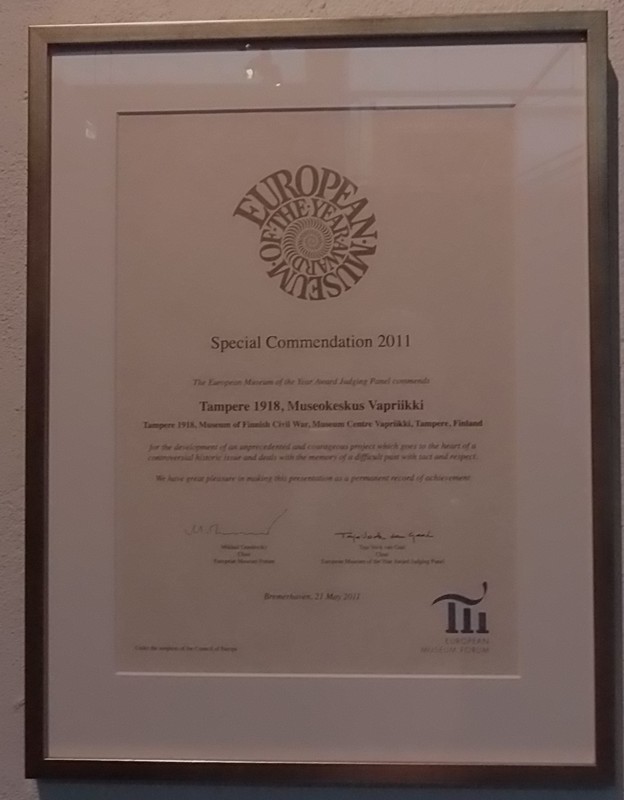 EUROPEAN · MUSEUM · OF · THE · YEAR · AWARD
Special Commendation 2011
The European Museum of the Year Award Judging Panel commends
Tampere 1918, Museokeskus Vapriikki
Tampere 1918, Museum of Finnish Civil War, Museum Centre Vapriikki, Tampere, Finland
for the development of an unprecedented and courageous project which goes to the heart of a
controversial historic issue and deals with the memory of a difficult past with tact and respect.
We have great pleasure in making this presentation as a permanent record of achievement
Chair
European Museum Forum
Chair
European Museum of the Year Award Judging Panel
Bremerhaven, 21 May 2011
EUROPEAN
MUSEUM FORUM
Under the auspices of the Council of Europe